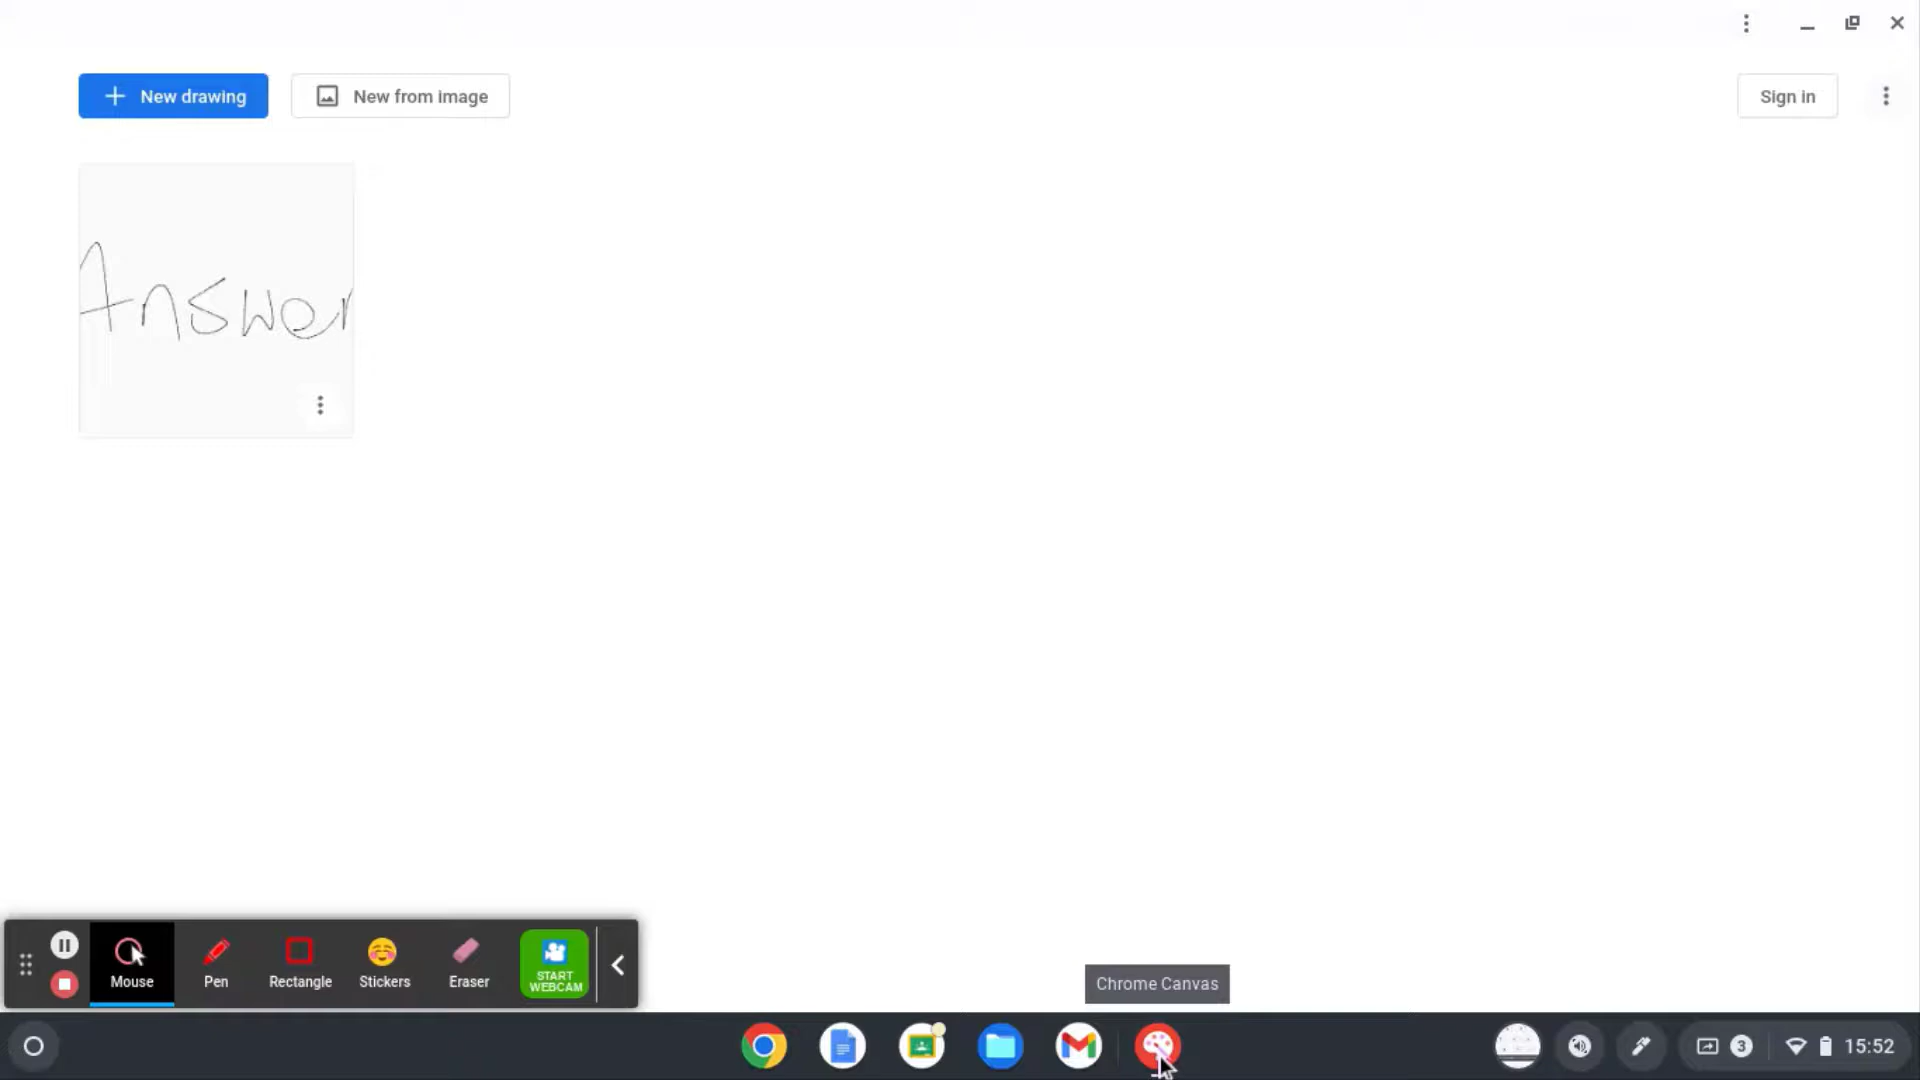 New drawing
New from image
Sign in
Answer
Mouse
Pen
Rectangle
Stickers
Eraser
START
WEBCAM
Chrome Canvas
3
15:52